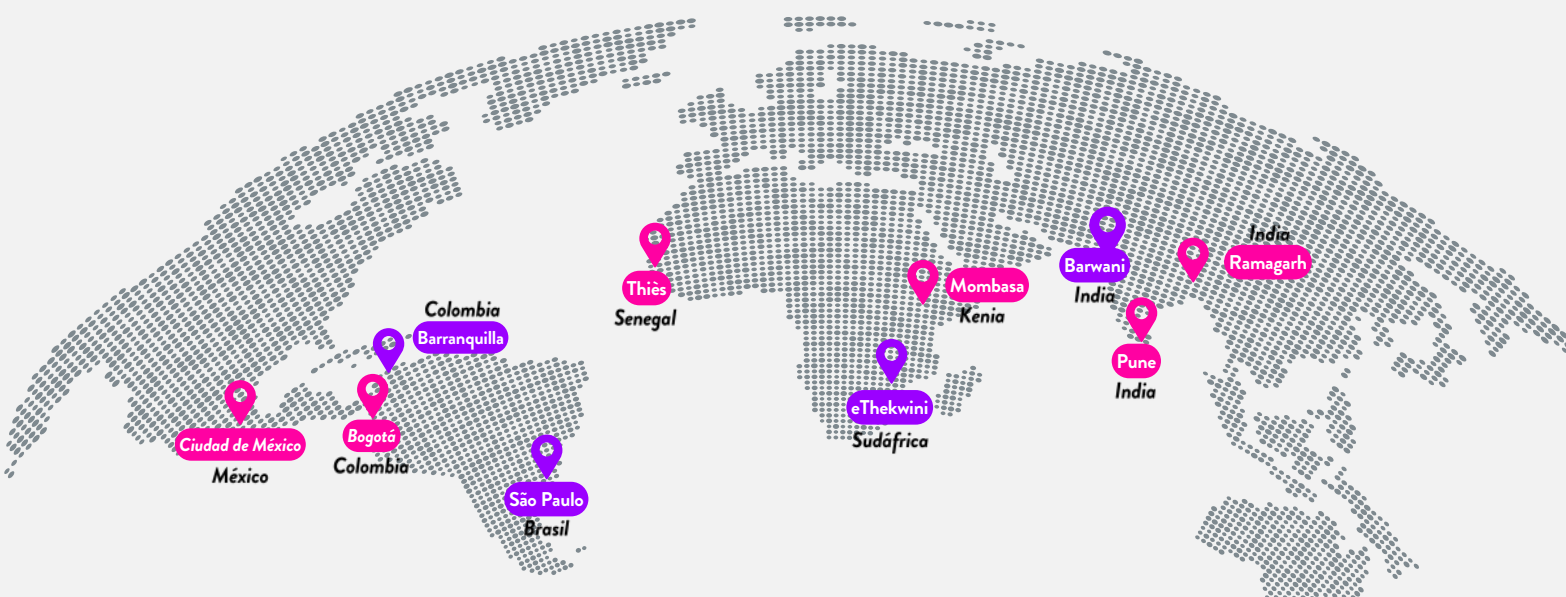 Ciudad de México
México
Colombia
Barranquilla
Bogotá
Colombia
São Paulo
Brasil
Thiès
Senegal
Mombasa
Kenia
eThekwini
Sudáfrica
Barwani
India
India
Ramagarh
Pune
India